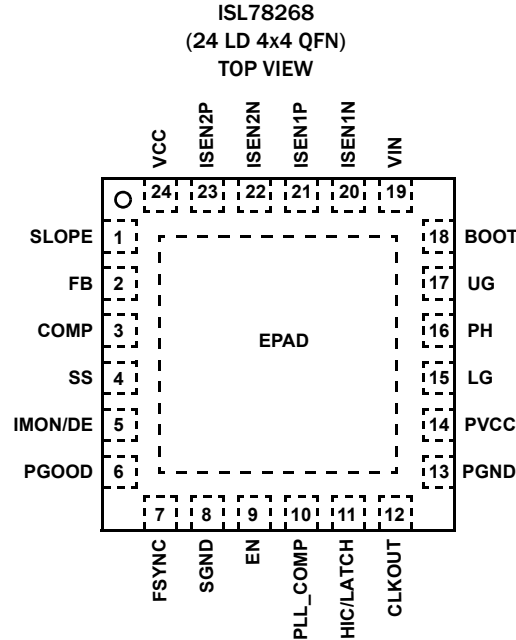 ISL78268
(24 LD 4x4 QFN)
TOP VIEW
VCC
ISEN2P
ISEN2N
ISEN1P
ISEN1N
VIN
24 23 22 21 20 19
SLOPE 1
FB 2
COMP 3
SS 4
IMON/DE 5
PGOOD 6
EPAD
18 BOOT
17 UG
16 PH
15 LG
14 PVCC
13 PGND
7 8 9 10 11 12
FSYNC
SGND
EN
PLL_COMP
HIC/LATCH
CLKOUT